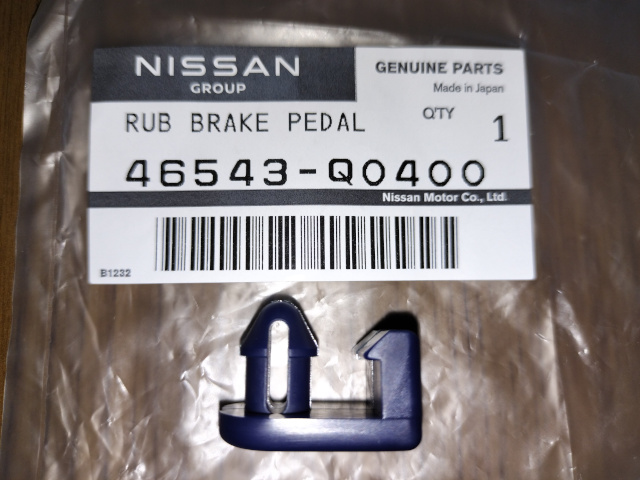 NISSAN
GROUP
GENUINE PARTS
Made in Japan
RUB BRAKE PEDAL
Q'TY 1
46543-Q0400
Nissan Motor Co., Ltd.
B1232